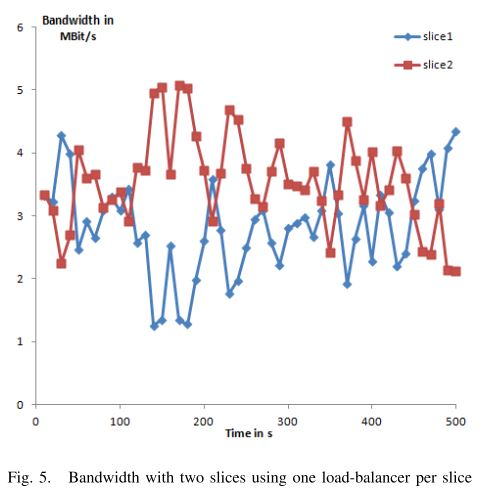 Bandwidth in
MBit/s
6
5
4
3
2
1
0
slice1
slice2
0 100 200 300 400 500
Time in s
Fig. 5. Bandwidth with two slices using one load-balancer per slice